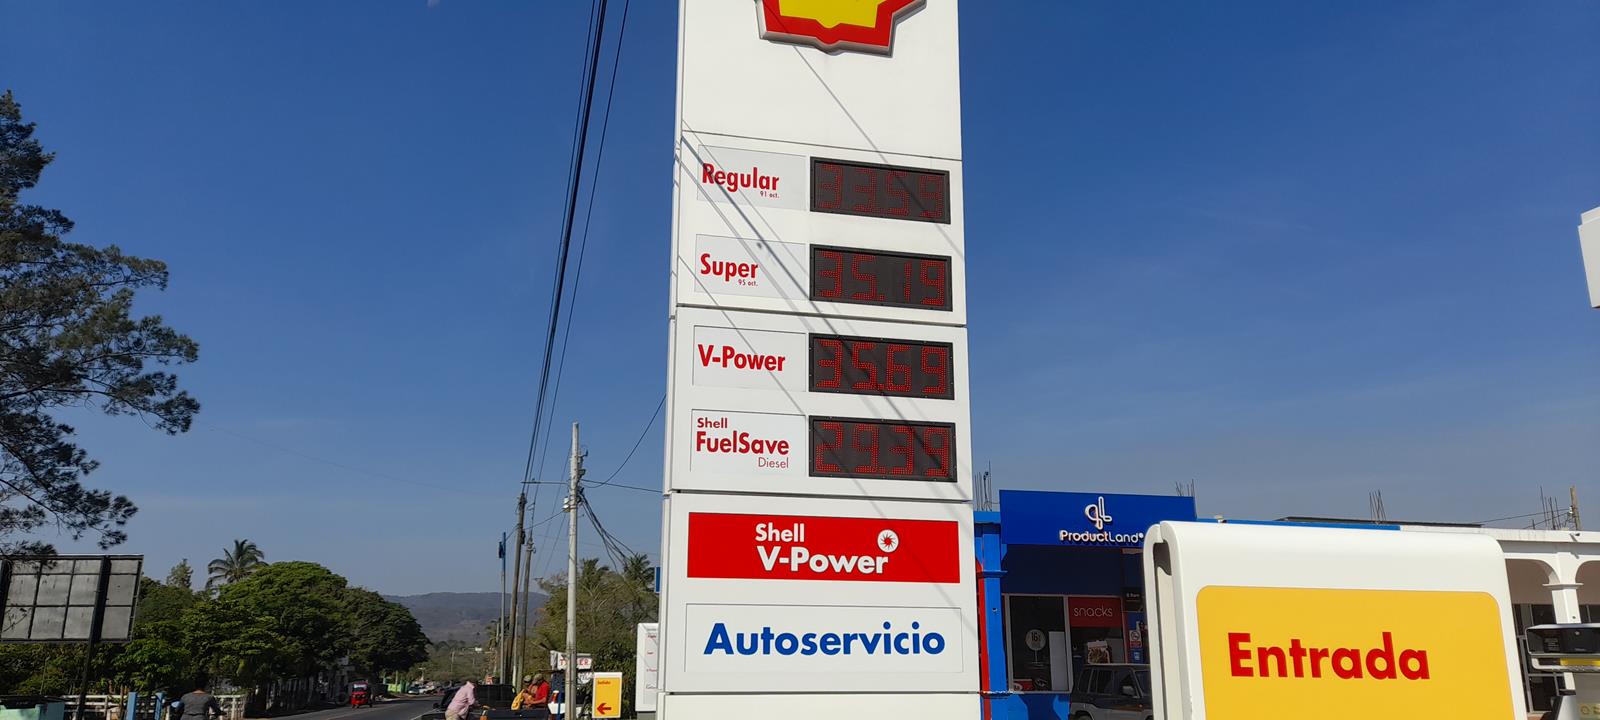 Regular
91 oct.
33.59
Super
95 oct.
35.19
V-Power
35.69
Shell
FuelSave
Diesel
29.39
Shell
V-Power
Autoservicio
ProductLand
snacks
Entrada